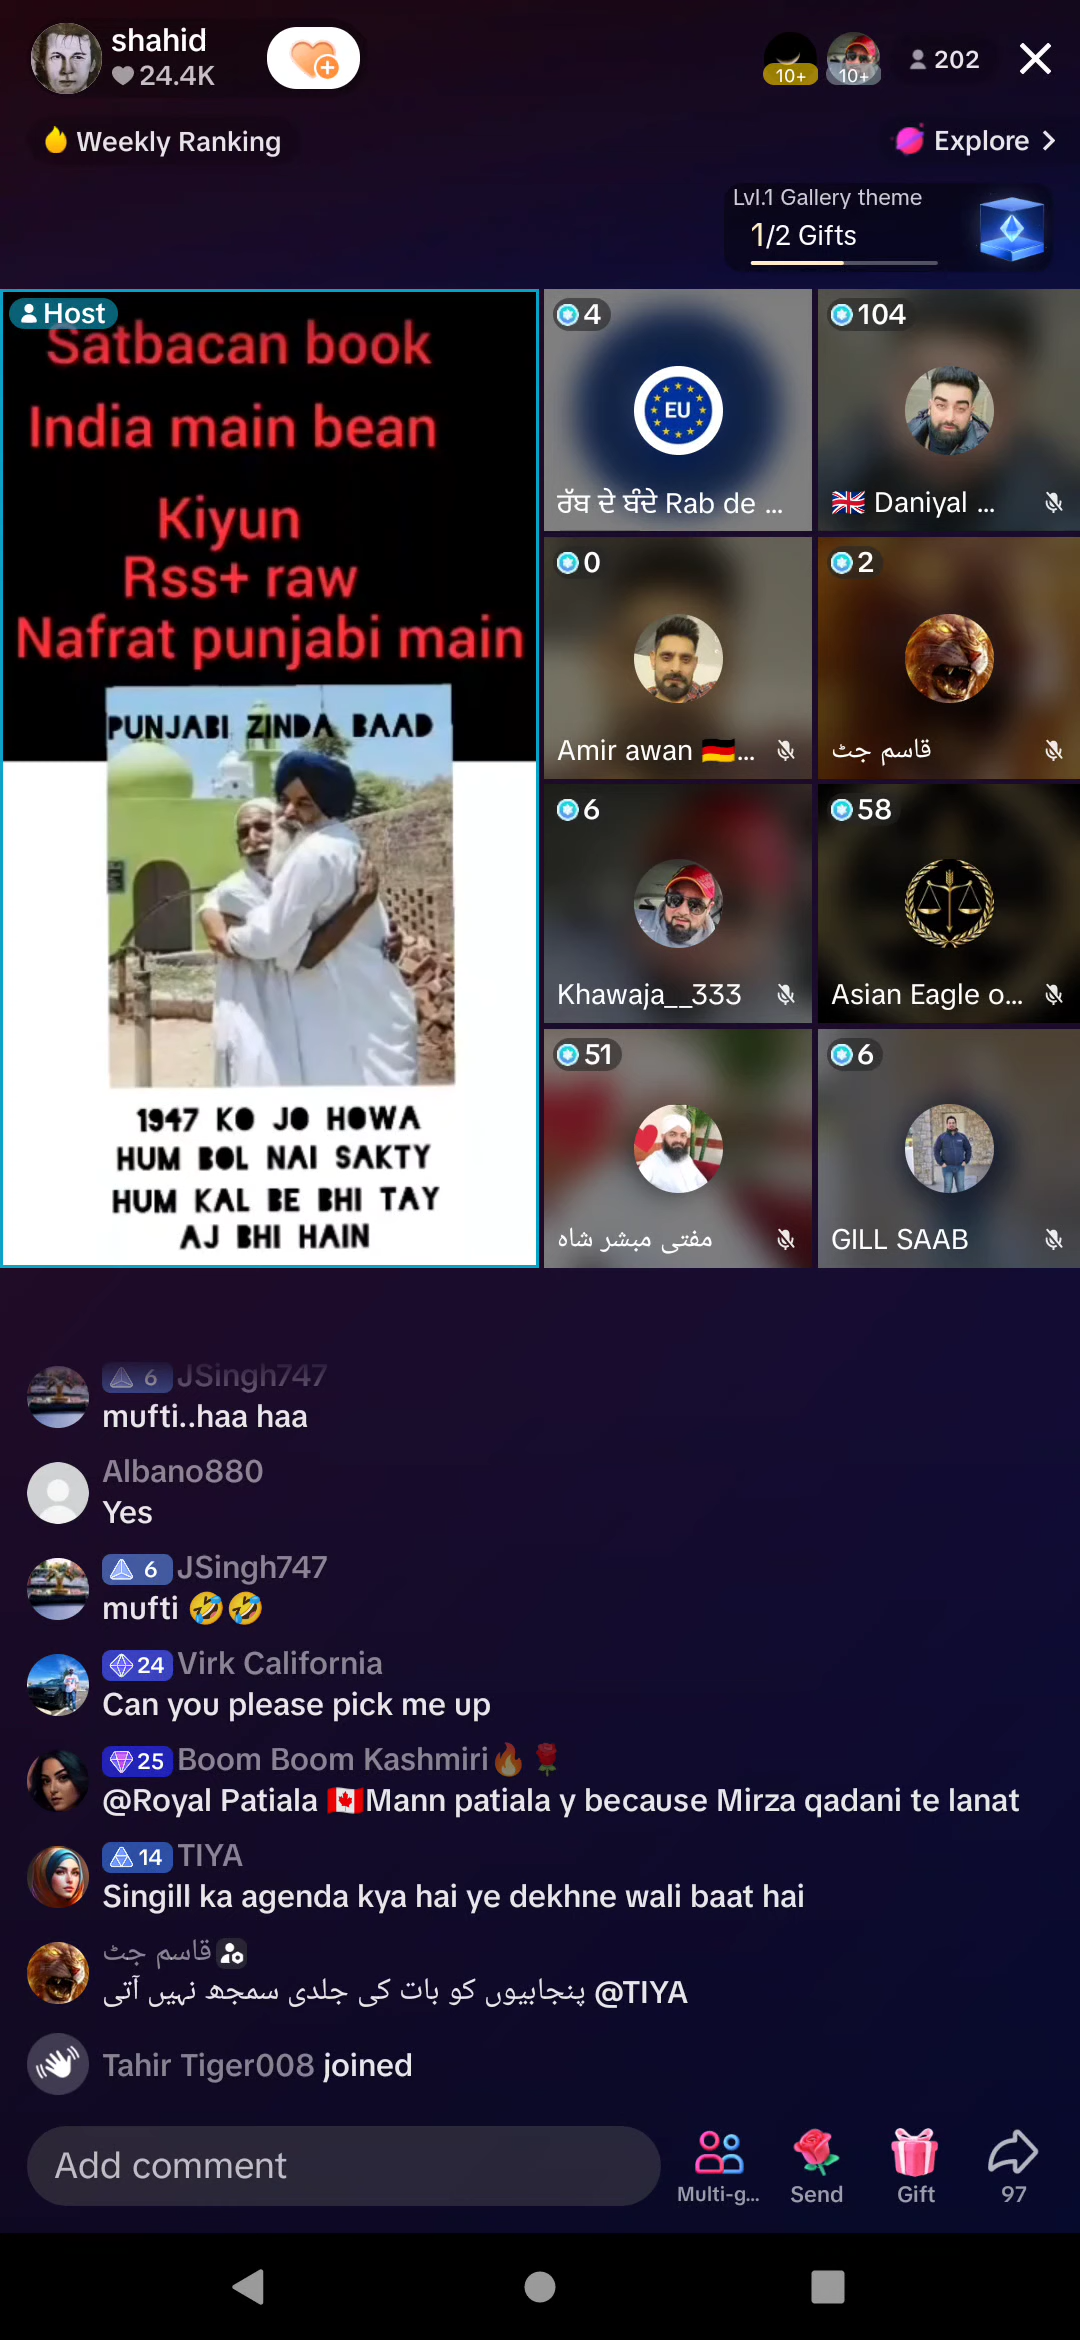 shahid
24.4K
10+
10+
202
Weekly Ranking
Explore
Lvl.1 Gallery theme
1/2 Gifts
Host
Satbacan book
India main bean
Kiyun
Rss+ raw
Nafrat punjabi main
PUNJABI ZINDA BAAD
1947 KO JO HOWA
HUM BOL NAI SAKTY
HUM KAL BE BHI TAY
AJ BHI HAIN
4
EU
ਰੱਬ ਦੇ ਬੰਦੇ Rab de ...
104
🇬🇧 Daniyal ...
0
Amir awan 🇩🇪...
2
قاسم جٹ
6
Khawaja__333
58
Asian Eagle o...
51
مفتی مبشر شاہ
6
GILL SAAB
6 JSingh747
mufti..haa haa
Albano880
Yes
6 JSingh747
mufti 🤣🤣
24 Virk California
Can you please pick me up
25 Boom Boom Kashmiri🔥🌹
@Royal Patiala 🇨🇦Mann patiala y because Mirza qadani te lanat
14 TIYA
Singill ka agenda kya hai ye dekhne wali baat hai
قاسم جٹ
@TIYA پنجابیوں کو بات کی جلدی سمجھ نہیں آتی
Tahir Tiger008 joined
Add comment
Multi-g...
Send
Gift
97